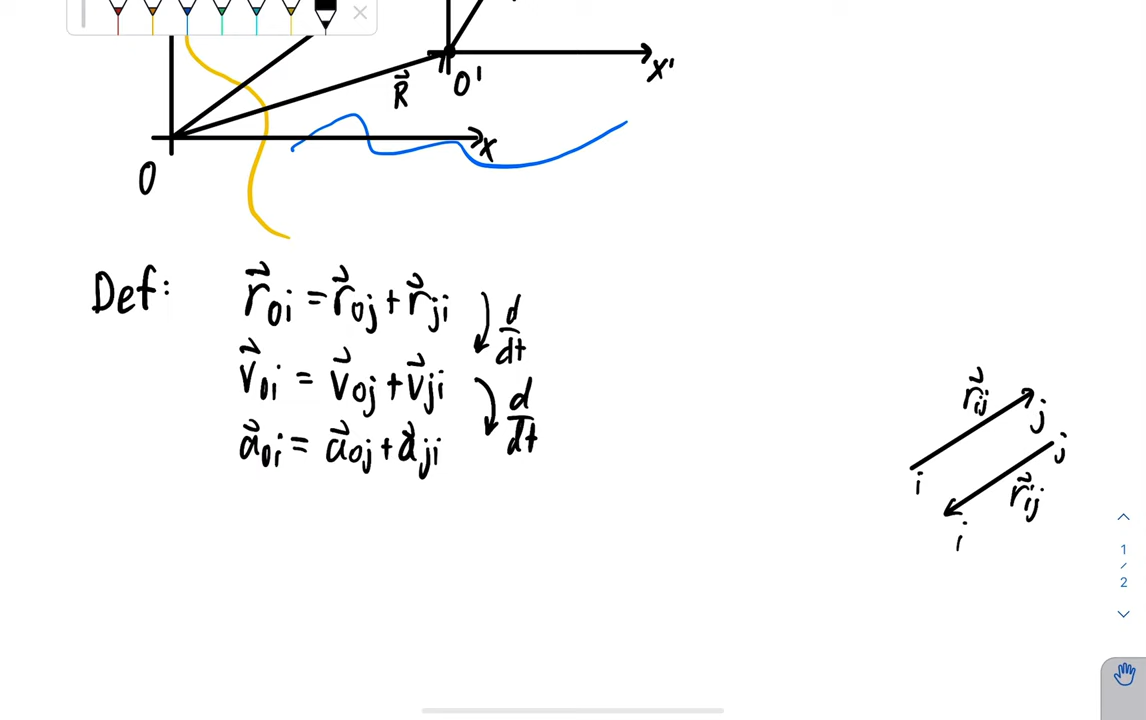 O'
X'
R⃗
X
O
Def: r⃗₀ᵢ = r⃗₀ⱼ + r⃗ⱼᵢ d/dt
v⃗₀ᵢ = v⃗₀ⱼ + v⃗ⱼᵢ d/dt
a⃗₀ᵢ = a⃗₀ⱼ + a⃗ⱼᵢ
r⃗ᵢⱼ
j
i
j
r⃗ᵢⱼ
i
1
/
2